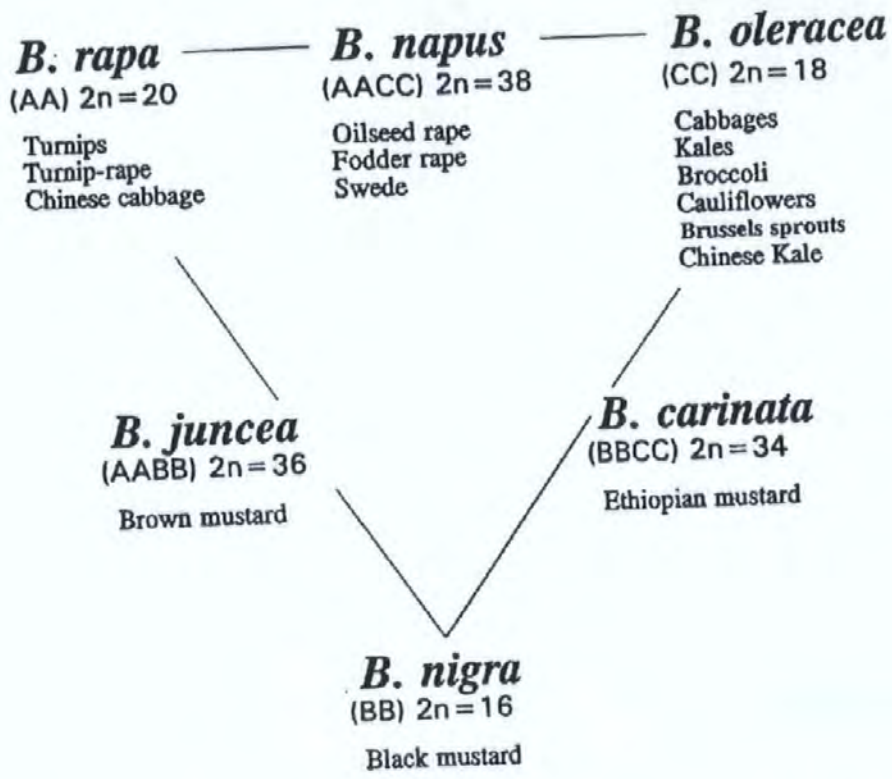 B. rapa
(AA) 2n=20
Turnips
Turnip-rape
Chinese cabbage
B. napus
(AACC) 2n=38
Oilseed rape
Fodder rape
Swede
B. oleracea
(CC) 2n=18
Cabbages
Kales
Broccoli
Cauliflowers
Brussels sprouts
Chinese Kale
B. juncea
(AABB) 2n=36
Brown mustard
B. carinata
(BBCC) 2n=34
Ethiopian mustard
B. nigra
(BB) 2n=16
Black mustard